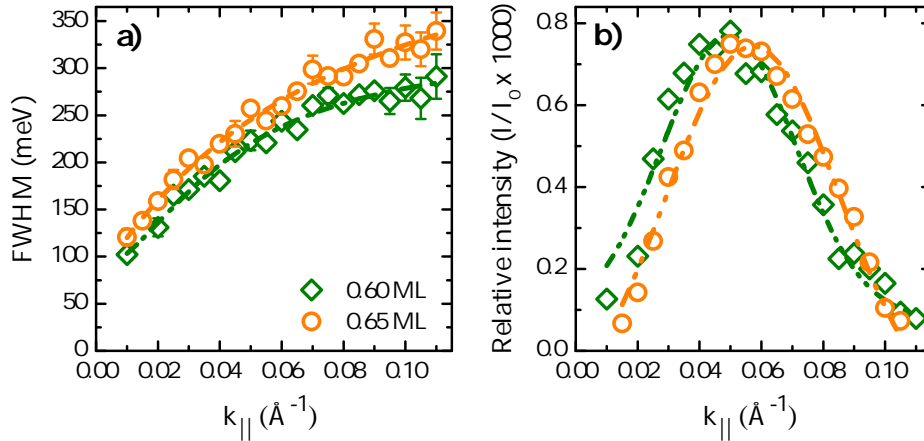 a)
FWHM (meV)
350
300
250
200
150
100
50
0
0.00 0.02 0.04 0.06 0.08 0.10
k|| (Å⁻¹)
0.60 ML
0.65 ML
b)
Relative intensity (I/I₀ x 1000)
0.8
0.6
0.4
0.2
0.0
0.00 0.02 0.04 0.06 0.08 0.10
k|| (Å⁻¹)